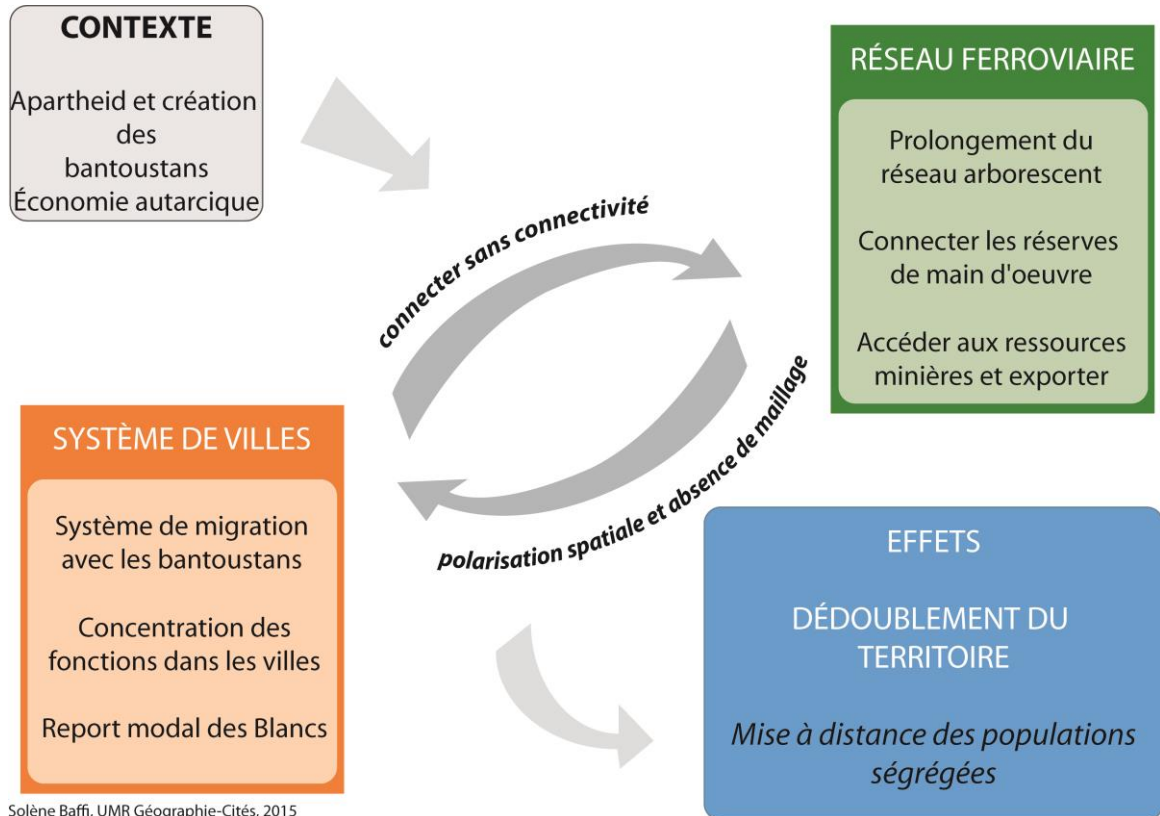 CONTEXTE
Apartheid et création
des
bantoustans
Économie autarcique
RÉSEAU FERROVIAIRE
Prolongement du
réseau arborescent
Connecter les réserves
de main d'oeuvre
Accéder aux ressources
minières et exporter
connecter sans connectivité
polarisation spatiale et absence de maillage
SYSTÈME DE VILLES
Système de migration
avec les bantoustans
Concentration des
fonctions dans les villes
Report modal des Blancs
EFFETS
DÉDOUBLEMENT DU
TERRITOIRE
Mise à distance des populations
ségrégées
Solène Baffi, UMR Géographie-Cités, 2015